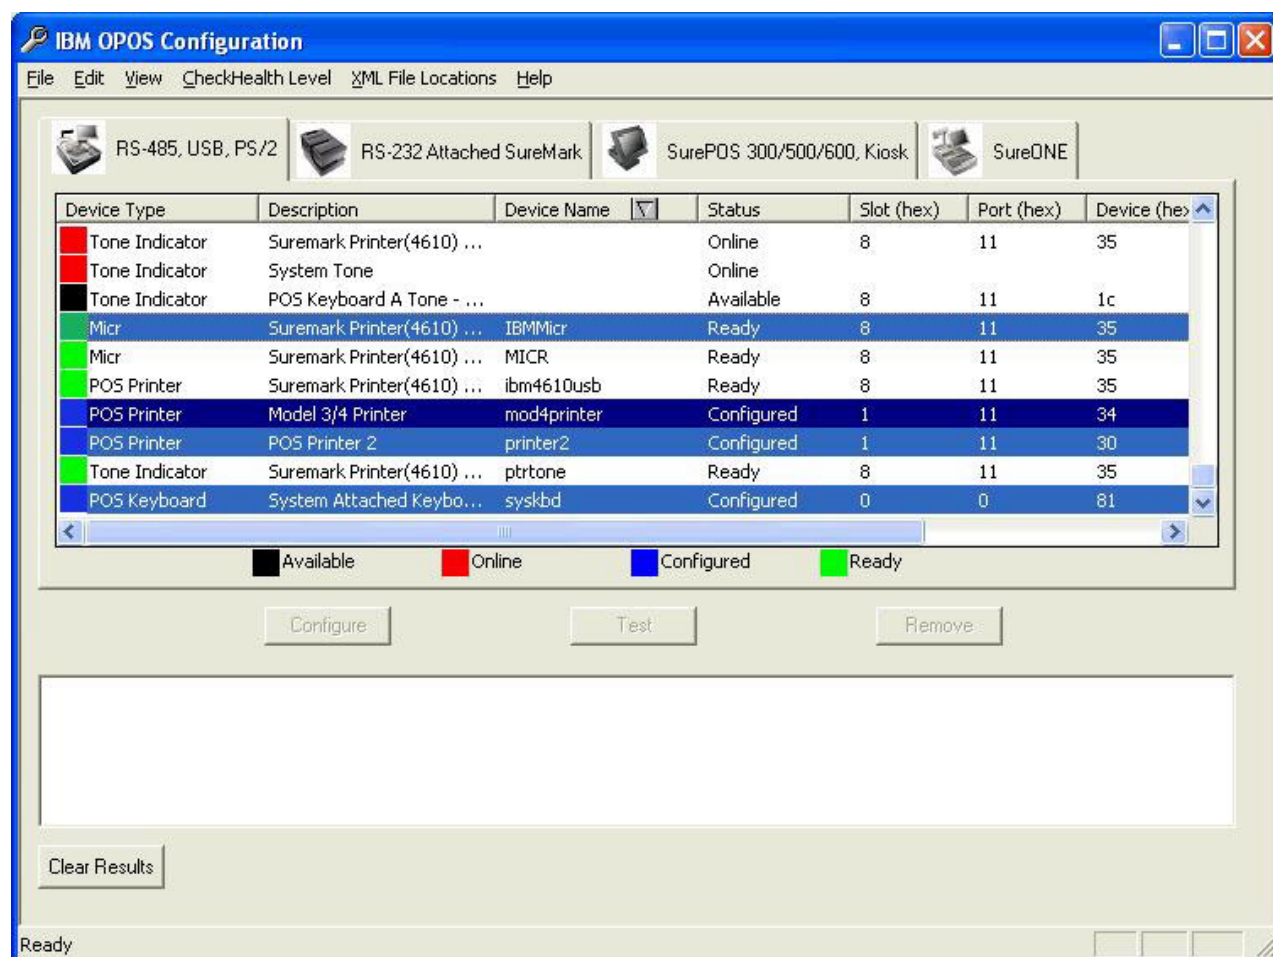 IBM OPOS Configuration
File Edit View CheckHealth Level XML File Locations Help
RS-485, USB, PS/2 RS-232 Attached SureMark SurePOS 300/500/600, Kiosk SureONE
Device Type Description Device Name Status Slot (hex) Port (hex) Device (hex
Tone Indicator Suremark Printer(4610) ... Online 8 11 35
Tone Indicator System Tone Online
Tone Indicator POS Keyboard A Tone - ... Available 8 11 1c
Micr Suremark Printer(4610) ... IBMMicr Ready 8 11 35
Micr Suremark Printer(4610) ... MICR Ready 8 11 35
POS Printer Suremark Printer(4610) ... ibm4610usb Ready 8 11 35
POS Printer Model 3/4 Printer mod4printer Configured 1 11 34
POS Printer POS Printer 2 printer2 Configured 1 11 30
Tone Indicator Suremark Printer(4610) ... ptrtone Ready 8 11 35
POS Keyboard System Attached Keybo... syskbd Configured 0 0 81
Available Online Configured Ready
Configure Test Remove
Clear Results
Ready